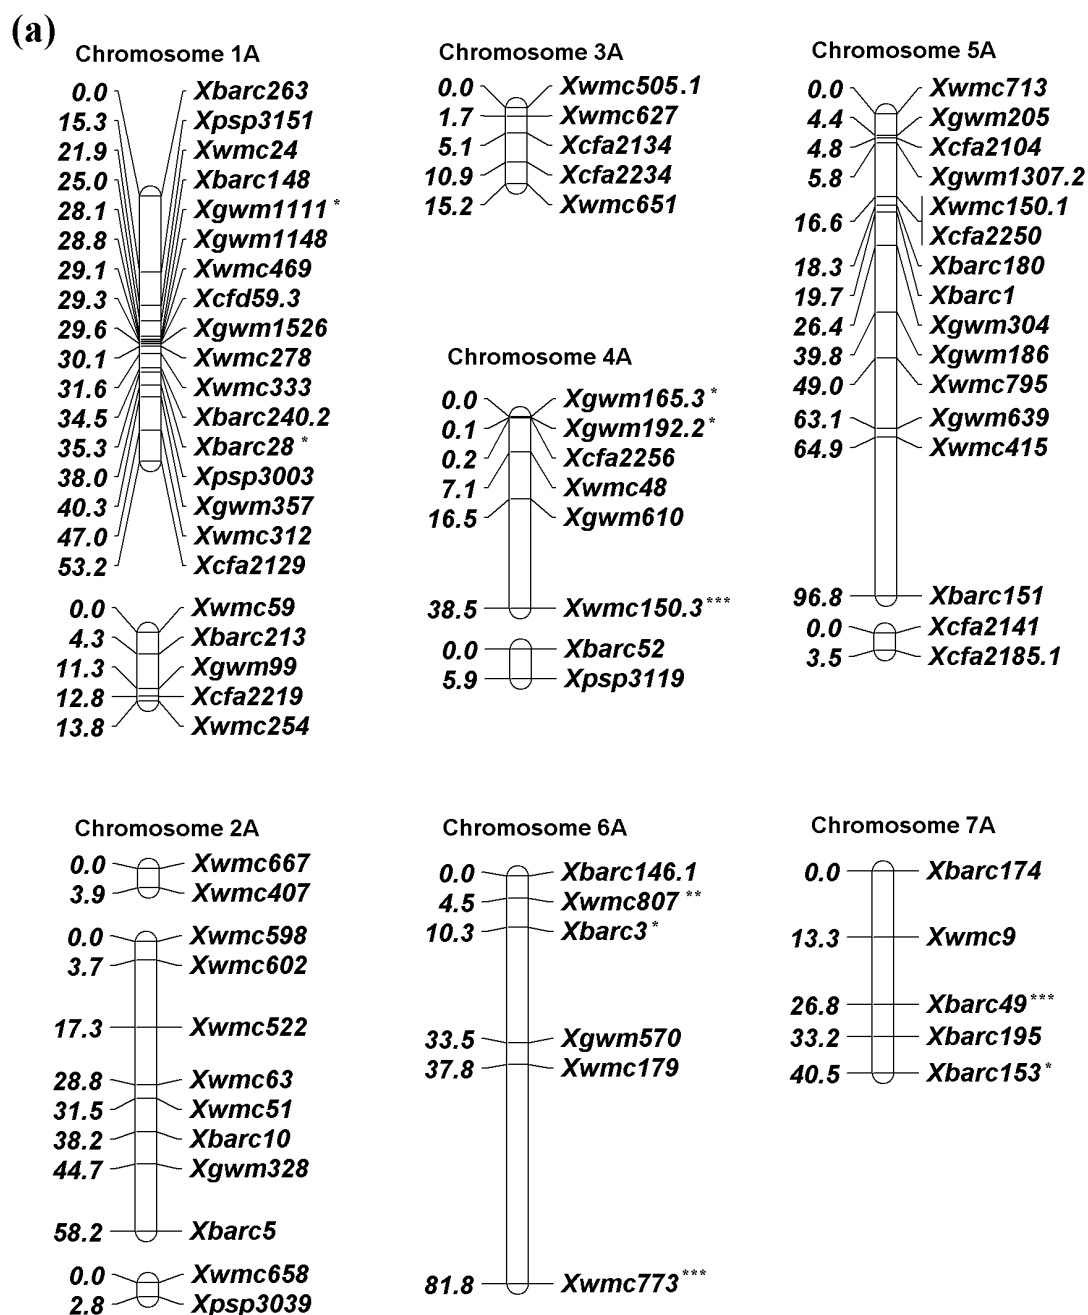 (a)
Chromosome 1A
0.0 Xbarc263
15.3 Xpsp3151
21.9 Xwmc24
25.0 Xbarc148
28.1 Xgwm1111 *
28.8 Xgwm1148
29.1 Xwmc469
29.3 Xcfd59.3
29.6 Xgwm1526
30.1 Xwmc278
31.6 Xwmc333
34.5 Xbarc240.2
35.3 Xbarc28 *
38.0 Xpsp3003
40.3 Xgwm357
47.0 Xwmc312
53.2 Xcfa2129
0.0 Xwmc59
4.3 Xbarc213
11.3 Xgwm99
12.8 Xcfa2219
13.8 Xwmc254
Chromosome 3A
0.0 Xwmc505.1
1.7 Xwmc627
5.1 Xcfa2134
10.9 Xcfa2234
15.2 Xwmc651
Chromosome 4A
0.0 Xgwm165.3 *
0.1 Xgwm192.2 *
0.2 Xcfa2256
7.1 Xwmc48
16.5 Xgwm610
38.5 Xwmc150.3 ***
0.0 Xbarc52
5.9 Xpsp3119
Chromosome 5A
0.0 Xwmc713
4.4 Xgwm205
4.8 Xcfa2104
5.8 Xgwm1307.2
16.6 Xwmc150.1
Xcfa2250
18.3 Xbarc180
19.7 Xbarc1
26.4 Xgwm304
39.8 Xgwm186
49.0 Xwmc795
63.1 Xgwm639
64.9 Xwmc415
96.8 Xbarc151
0.0 Xcfa2141
3.5 Xcfa2185.1
Chromosome 2A
0.0 Xwmc667
3.9 Xwmc407
0.0 Xwmc598
3.7 Xwmc602
17.3 Xwmc522
28.8 Xwmc63
31.5 Xwmc51
38.2 Xbarc10
44.7 Xgwm328
58.2 Xbarc5
0.0 Xwmc658
2.8 Xpsp3039
Chromosome 6A
0.0 Xbarc146.1
4.5 Xwmc807 **
10.3 Xbarc3 *
33.5 Xgwm570
37.8 Xwmc179
81.8 Xwmc773 ***
Chromosome 7A
0.0 Xbarc174
13.3 Xwmc9
26.8 Xbarc49 ***
33.2 Xbarc195
40.5 Xbarc153 *